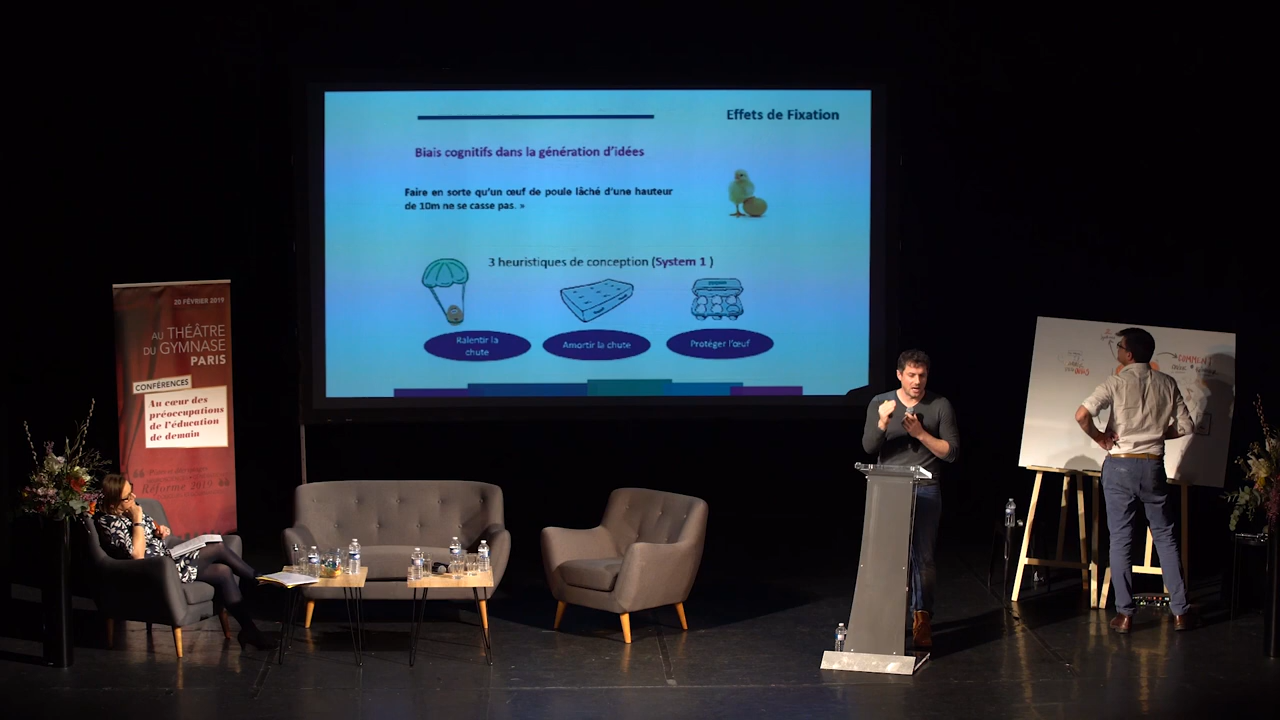 Effets de Fixation
Biais cognitifs dans la génération d'idées
Faire en sorte qu'un œuf de poule lâché d'une hauteur
de 10m ne se casse pas. »
3 heuristiques de conception (System 1 )
Ralentir la
chute
Amortir la chute
Protéger l'œuf
20 FÉVRIER 2019
AU THÉÂTRE
DU GYMNASE
PARIS
CONFÉRENCES
Au cœur des
préoccupations
de l'éducation
de demain
Réforme 2019
COMMENT